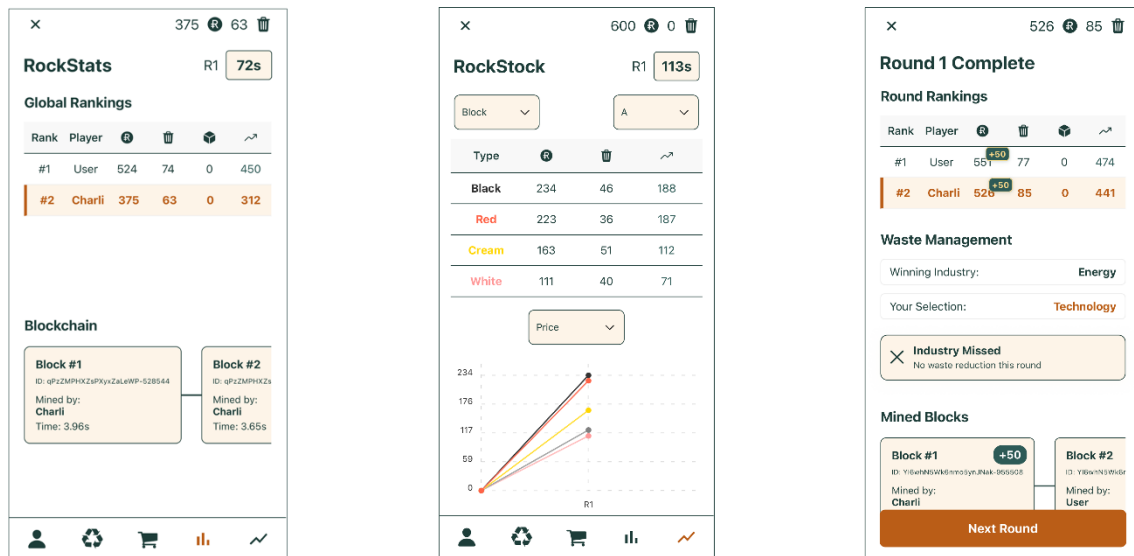 375 63
RockStats
R1 72s
Global Rankings
Rank Player
#1 User 524 74 0 450
#2 Charli 375 63 0 312
Blockchain
Block #1
ID: qPzZMPHXZsPXyxZaLeWP-528544
Mined by:
Charli
Time: 3.96s
Block #2
ID: qPzZMPHXZs
Mined by:
Charli
Time: 3.65s
600 0
RockStock
R1 113s
Block
A
Type
Black 234 46 188
Red 223 36 187
Cream 163 51 112
White 111 40 71
Price
234
176
117
59
0
R1
526 85
Round 1 Complete
Round Rankings
Rank Player
+50
#1 User 551 77 0 474
+50
#2 Charli 526 85 0 441
Waste Management
Winning Industry: Energy
Your Selection: Technology
Industry Missed
No waste reduction this round
Mined Blocks
Block #1 +50
Mined by:
Charli
Block #2
Mined by:
User
Next Round